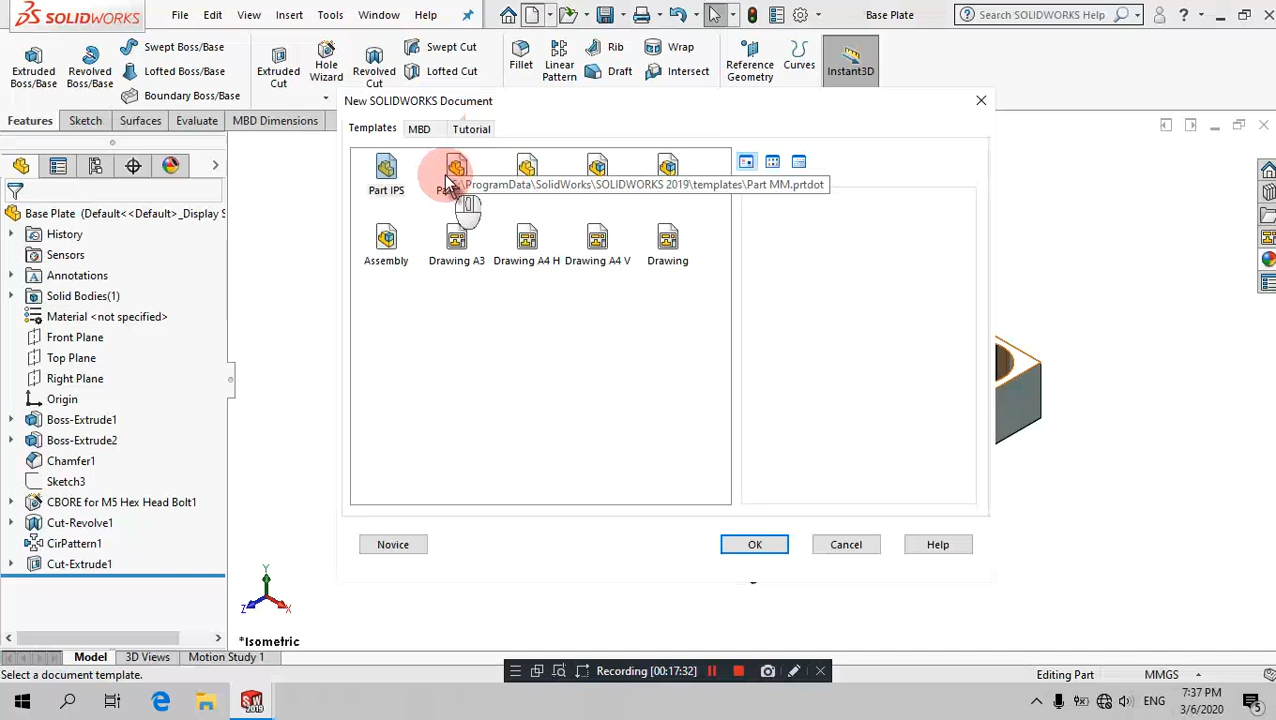 SOLIDWORKS File Edit View Insert Tools Window Help Base Plate Search SOLIDWORKS Help
Extruded Boss/Base
Revolved Boss/Base
Swept Boss/Base
Lofted Boss/Base
Boundary Boss/Base
Extruded Cut
Hole Wizard
Revolved Cut
Swept Cut
Lofted Cut
Fillet
Linear Pattern
Rib
Draft
Wrap
Intersect
Reference Geometry
Curves
Instant3D
Features Sketch Surfaces Evaluate MBD Dimensions
New SOLIDWORKS Document
Templates MBD Tutorial
Part IPS
ProgramData\SolidWorks\SOLIDWORKS 2019\templates\Part MM.prtdot
Assembly Drawing A3 Drawing A4 H Drawing A4 V Drawing
Novice OK Cancel Help
Base Plate (Default<<Default>_Display S
History
Sensors
Annotations
Solid Bodies(1)
Material <not specified>
Front Plane
Top Plane
Right Plane
Origin
Boss-Extrude1
Boss-Extrude2
Chamfer1
Sketch3
CBORE for M5 Hex Head Bolt1
Cut-Revolve1
CirPattern1
Cut-Extrude1
Y
Z X
*Isometric
Model 3D Views Motion Study 1
Select a document template.
Recording [00:17:32]
Editing Part MMGS
SW 2019
ENG
7:37 PM
3/6/2020
5